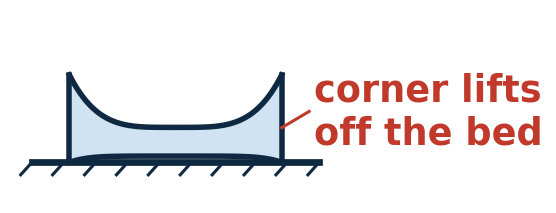 corner lifts
off the bed